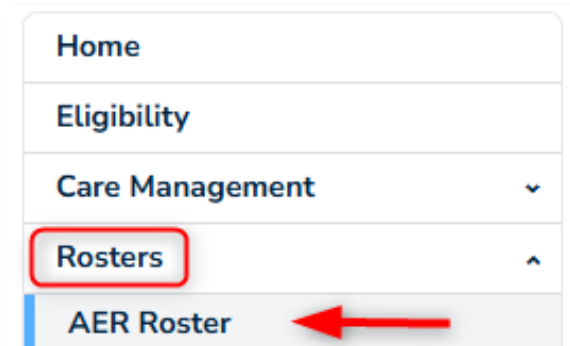 Home
Eligibility
Care Management
Rosters
AER Roster